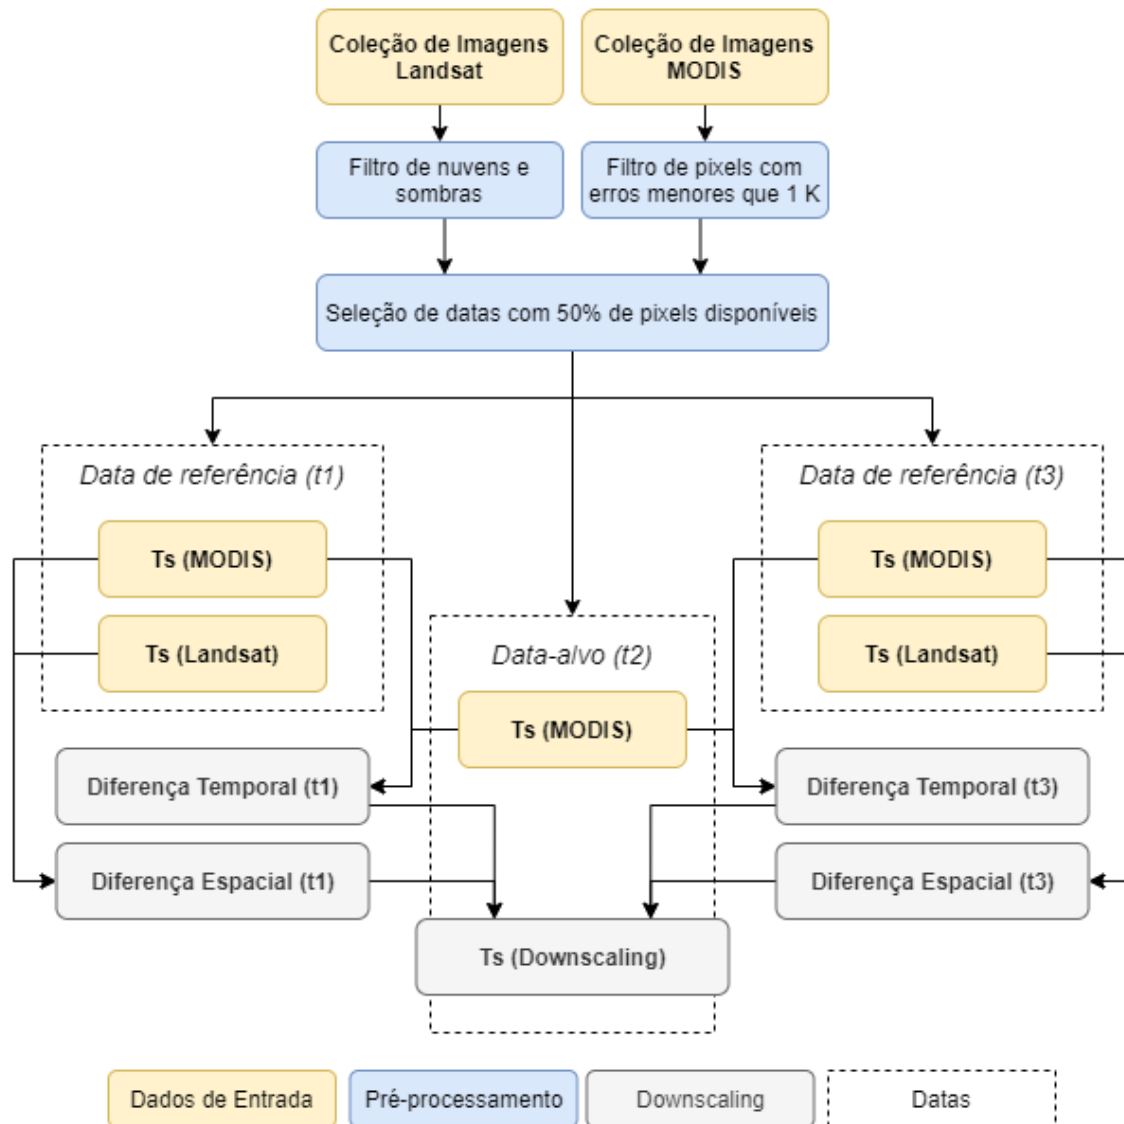 Coleção de Imagens
Landsat
Coleção de Imagens
MODIS
Filtro de nuvens e
sombras
Filtro de pixels com
erros menores que 1 K
Seleção de datas com 50% de pixels disponíveis
Data de referência (t1)
Ts (MODIS)
Ts (Landsat)
Data de referência (t3)
Ts (MODIS)
Ts (Landsat)
Data-alvo (t2)
Ts (MODIS)
Diferença Temporal (t1)
Diferença Espacial (t1)
Diferença Temporal (t3)
Diferença Espacial (t3)
Ts (Downscaling)
Dados de Entrada
Pré-processamento
Downscaling
Datas